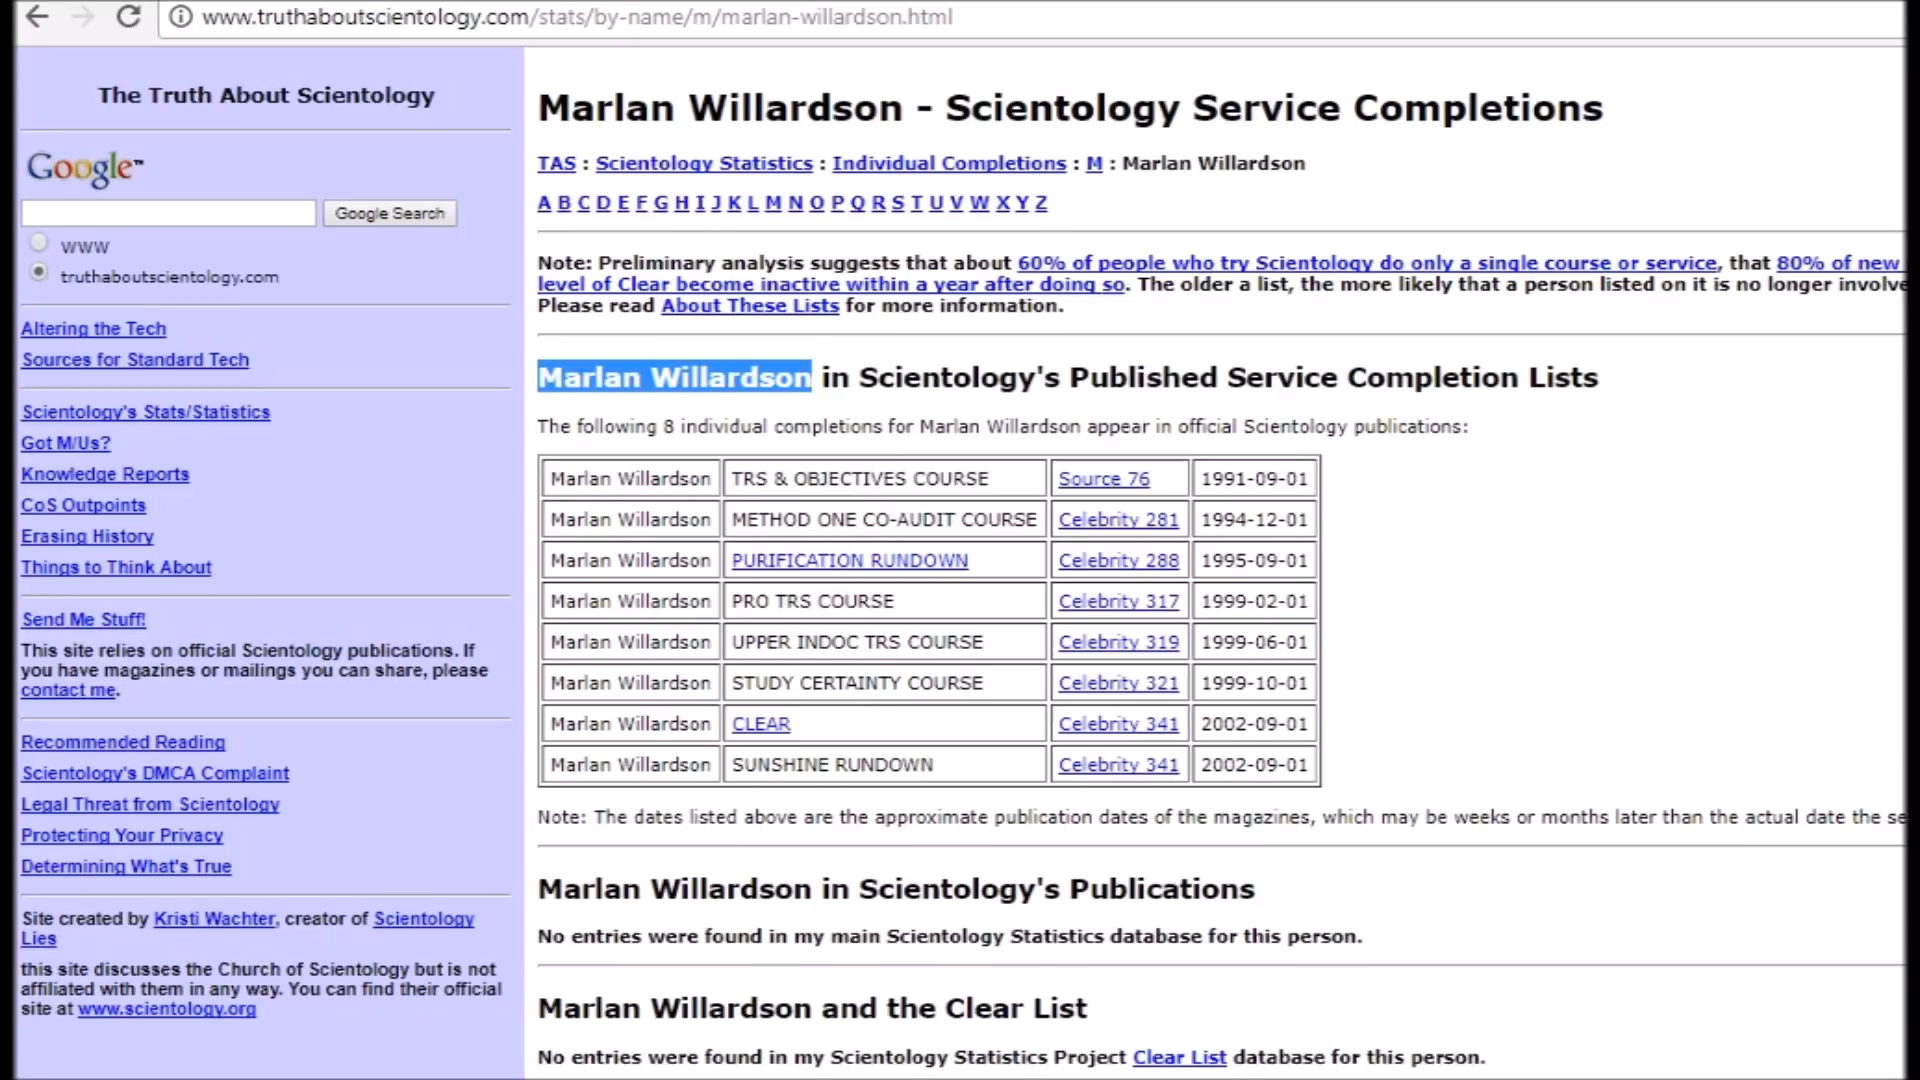 www.truthaboutscientology.com/stats/by-name/m/marlan-willardson.html
The Truth About Scientology
Google™
Google Search
www
truthaboutscientology.com
Altering the Tech
Sources for Standard Tech
Scientology's Stats/Statistics
Got M/Us?
Knowledge Reports
CoS Outpoints
Erasing History
Things to Think About
Send Me Stuff!
This site relies on official Scientology publications. If
you have magazines or mailings you can share, please
contact me.
Recommended Reading
Scientology's DMCA Complaint
Legal Threat from Scientology
Protecting Your Privacy
Determining What's True
Site created by Kristi Wachter, creator of Scientology
Lies
this site discusses the Church of Scientology but is not
affiliated with them in any way. You can find their official
site at www.scientology.org
Marlan Willardson - Scientology Service Completions
TAS : Scientology Statistics : Individual Completions : M : Marlan Willardson
A B C D E F G H I J K L M N O P Q R S T U V W X Y Z
Note: Preliminary analysis suggests that about 60% of people who try Scientology do only a single course or service, that 80% of new
level of Clear become inactive within a year after doing so. The older a list, the more likely that a person listed on it is no longer involve
Please read About These Lists for more information.
Marlan Willardson in Scientology's Published Service Completion Lists
The following 8 individual completions for Marlan Willardson appear in official Scientology publications:
Marlan Willardson TRS & OBJECTIVES COURSE Source 76 1991-09-01
Marlan Willardson METHOD ONE CO-AUDIT COURSE Celebrity 281 1994-12-01
Marlan Willardson PURIFICATION RUNDOWN Celebrity 288 1995-09-01
Marlan Willardson PRO TRS COURSE Celebrity 317 1999-02-01
Marlan Willardson UPPER INDOC TRS COURSE Celebrity 319 1999-06-01
Marlan Willardson STUDY CERTAINTY COURSE Celebrity 321 1999-10-01
Marlan Willardson CLEAR Celebrity 341 2002-09-01
Marlan Willardson SUNSHINE RUNDOWN Celebrity 341 2002-09-01
Note: The dates listed above are the approximate publication dates of the magazines, which may be weeks or months later than the actual date the se
Marlan Willardson in Scientology's Publications
No entries were found in my main Scientology Statistics database for this person.
Marlan Willardson and the Clear List
No entries were found in my Scientology Statistics Project Clear List database for this person.